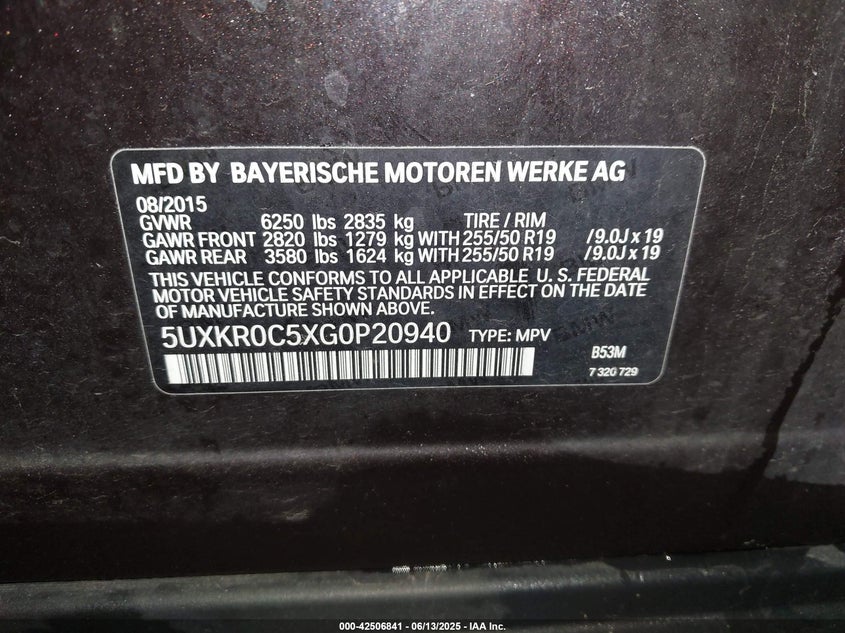 MFD BY BAYERISCHE MOTOREN WERKE AG
08/2015
GVWR 6250 lbs 2835 kg TIRE / RIM
GAWR FRONT 2820 lbs 1279 kg WITH 255/50 R19 /9.0J x 19
GAWR REAR 3580 lbs 1624 kg WITH 255/50 R19 /9.0J x 19
THIS VEHICLE CONFORMS TO ALL APPLICABLE U. S. FEDERAL
MOTOR VEHICLE SAFETY STANDARDS IN EFFECT ON THE DATE
OF MANUFACTURE SHOWN ABOVE.
5UXKR0C5XG0P20940 TYPE: MPV
B53M
7 320 729
000-42506841 - 06/13/2025 - IAA Inc.